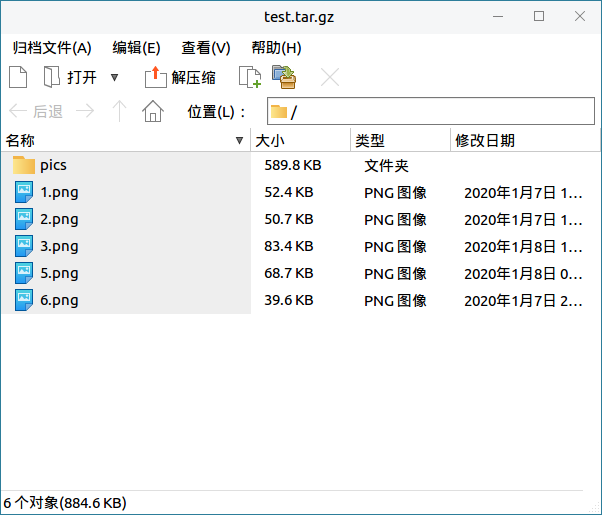 test.tar.gz
归档文件(A) 编辑(E) 查看(V) 帮助(H)
打开 解压缩
后退 位置(L)： /
名称 大小 类型 修改日期
pics 589.8 KB 文件夹
1.png 52.4 KB PNG 图像 2020年1月7日 1…
2.png 50.7 KB PNG 图像 2020年1月7日 1…
3.png 83.4 KB PNG 图像 2020年1月8日 1…
5.png 68.7 KB PNG 图像 2020年1月8日 0…
6.png 39.6 KB PNG 图像 2020年1月7日 2…
6 个对象(884.6 KB)